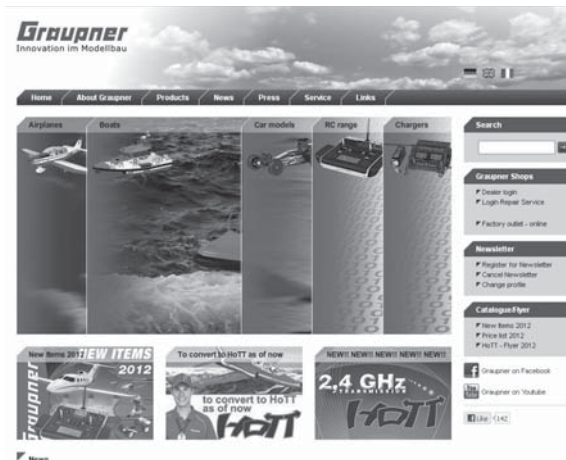 Graupner
Innovation im Modellbau
Home
About Graupner
Products
News
Press
Service
Links
Airplanes
Boats
Car models
RC range
Chargers
Search
Graupner Shops
Dealer login
Login Repair Service
Factory outlet - online
Newsletter
Register for Newsletter
Cancel Newsletter
Change profile
Catalogue/Flyer
New Items 2012
Price list 2012
HoTT - Flyer 2012
Graupner on Facebook
Graupner on Youtube
Like 142
New Items 2012
NEW ITEMS
2012
Graupner
To convert to HoTT as of now
to convert to HoTT
as of now
HoTT
NEW!! NEW!! NEW!! NEW!! NEW!!
2,4 GHz
TRANSMISSION
HoTT
News